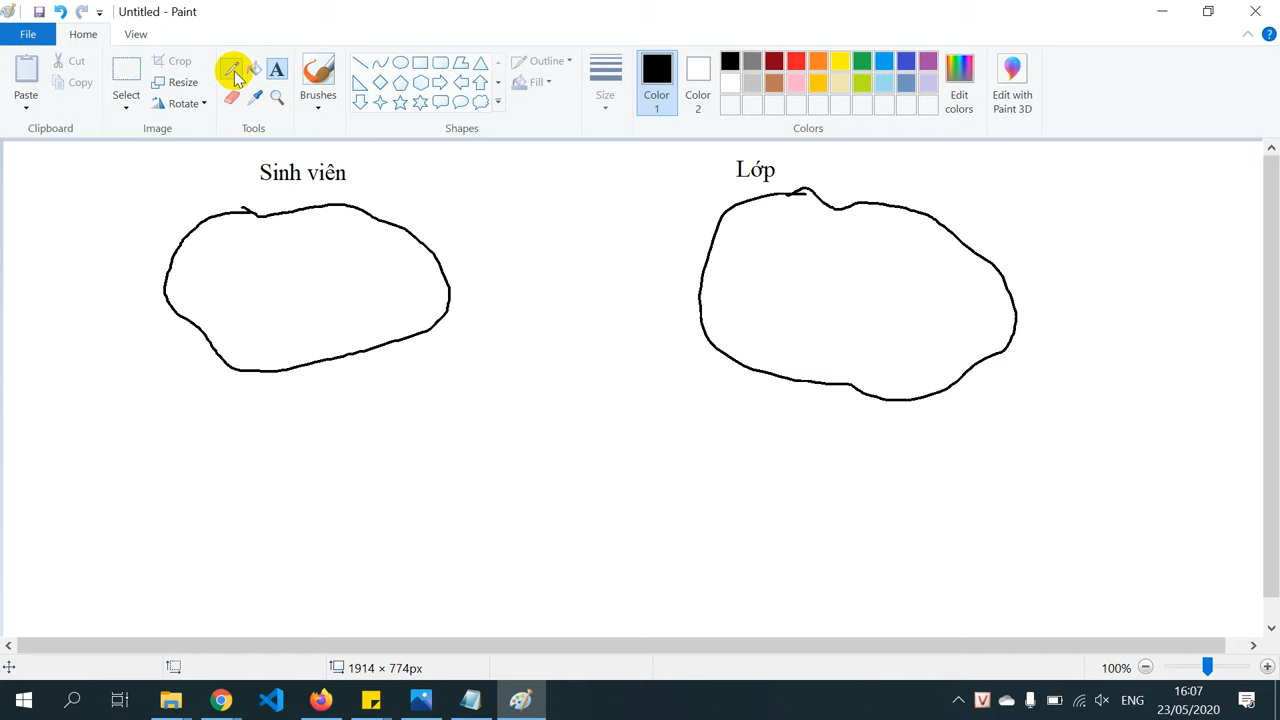 Untitled - Paint
File
Home
View
Paste
Cut
Copy
Clipboard
Select
Crop
Resize
Rotate
Image
A
Tools
Brushes
Outline
Fill
Shapes
Size
Color 1
Color 2
Edit colors
Colors
Edit with Paint 3D
Sinh viên
Lớp
1914 × 774px
100%
V
ENG
16:07
23/05/2020